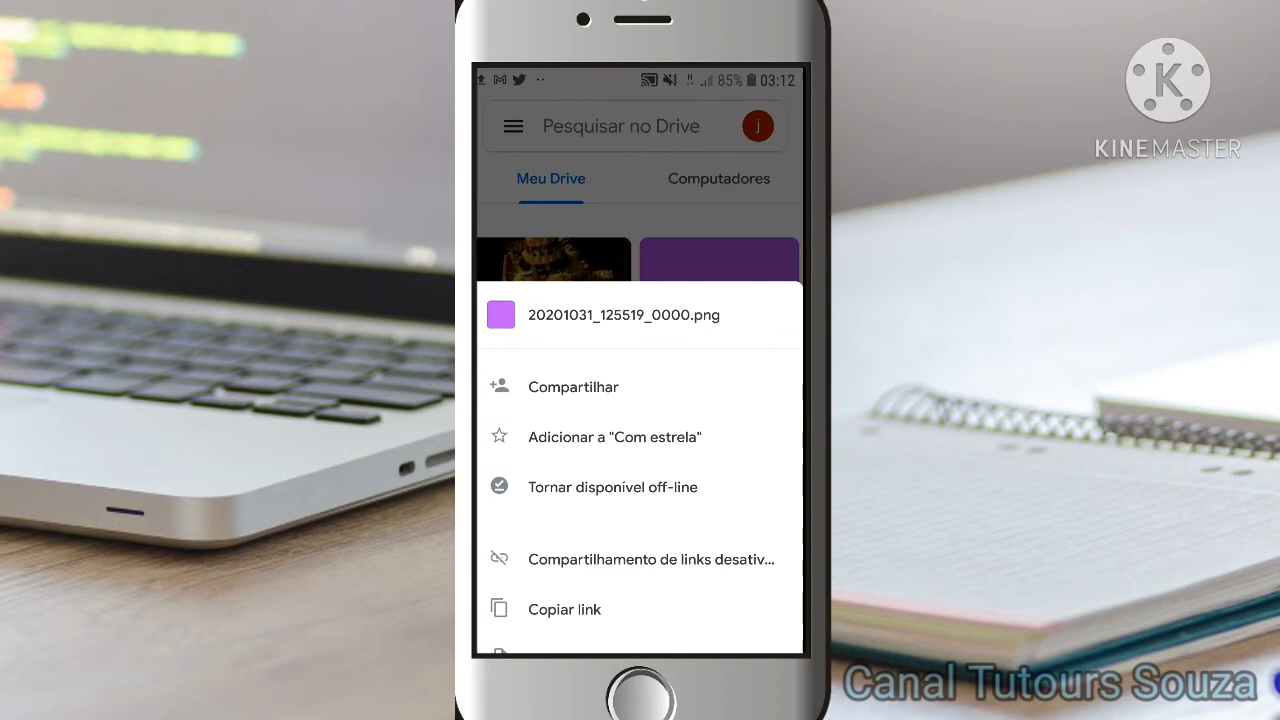 85% 03:12
Pesquisar no Drive
j
Meu Drive
Computadores
20201031_125519_0000.png
Compartilhar
Adicionar a "Com estrela"
Tornar disponível off-line
Compartilhamento de links desativ...
Copiar link
K
KINEMASTER
Canal Tutours Souza